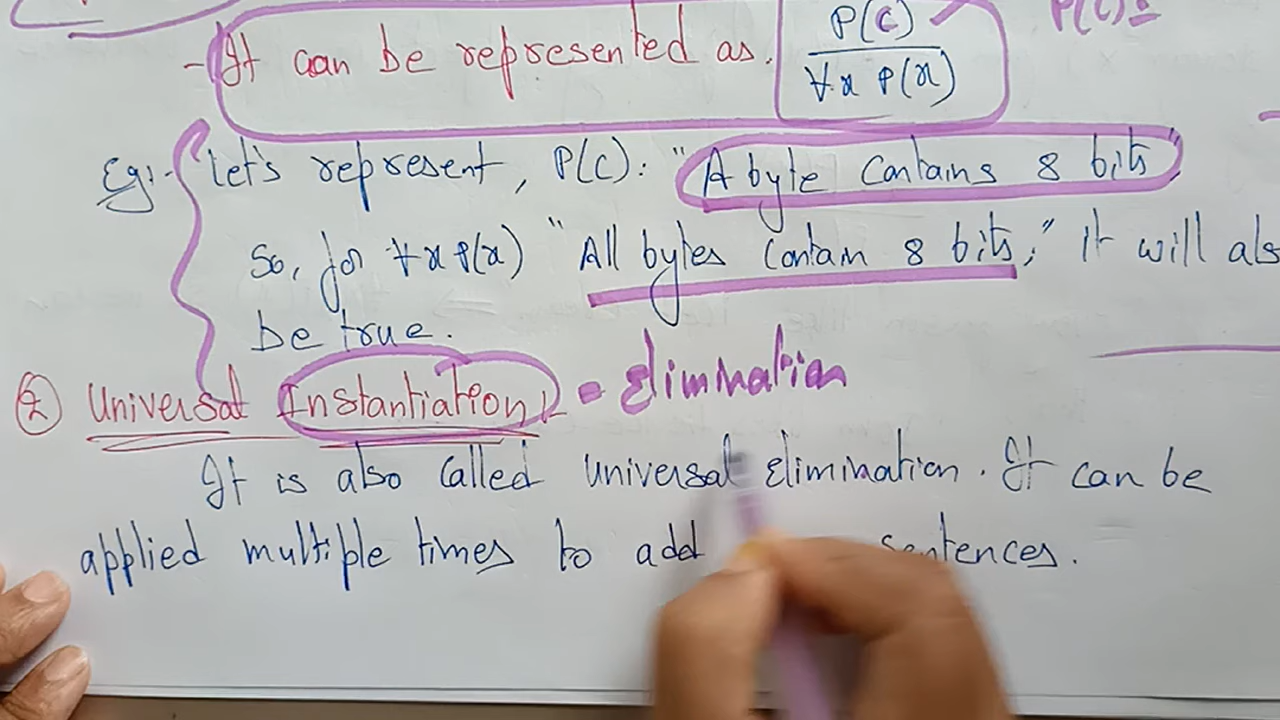 P(C)=
- It can be represented as.
P(C)
∀x P(x)
Eg:- Let's represent, P(C): "A byte contains 8 bits"
So, for ∀x P(x) "All bytes contain 8 bits," it will als
be true.
② Universal Instantiation:- = Elimination
It is also called universal elimination. It can be
applied multiple times to add sentences.